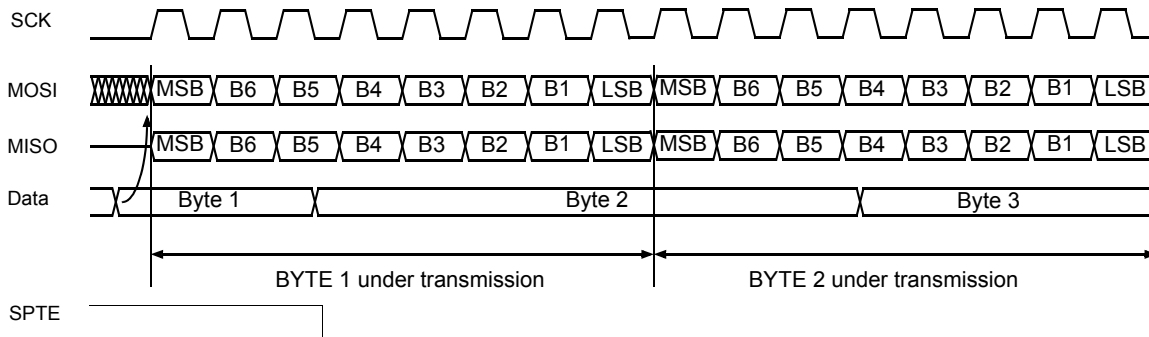 SCK
MOSI MSB B6 B5 B4 B3 B2 B1 LSB MSB B6 B5 B4 B3 B2 B1 LSB
MISO MSB B6 B5 B4 B3 B2 B1 LSB MSB B6 B5 B4 B3 B2 B1 LSB
Data Byte 1 Byte 2 Byte 3
BYTE 1 under transmission BYTE 2 under transmission
SPTE